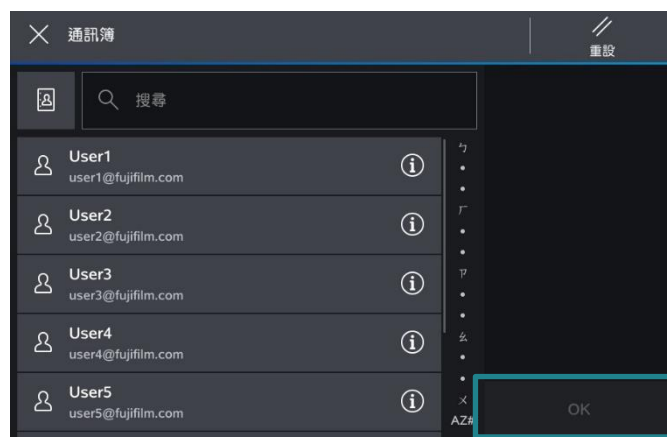 通訊簿
重設
搜尋
User1
user1@fujifilm.com
User2
user2@fujifilm.com
User3
user3@fujifilm.com
User4
user4@fujifilm.com
User5
user5@fujifilm.com
ㄅ
ㄏ
ㄗ
ㄠ
ㄨ
AZ#
OK